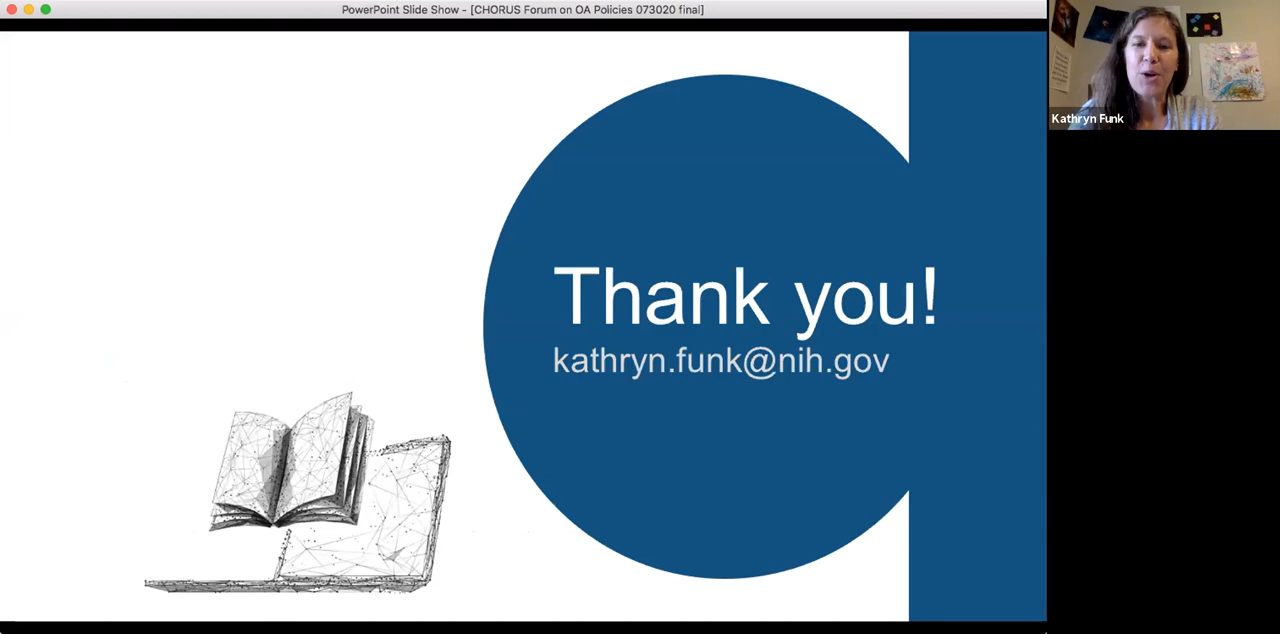 PowerPoint Slide Show - [CHORUS Forum on OA Policies 073020 final]
Kathryn Funk
Thank you!
kathryn.funk@nih.gov